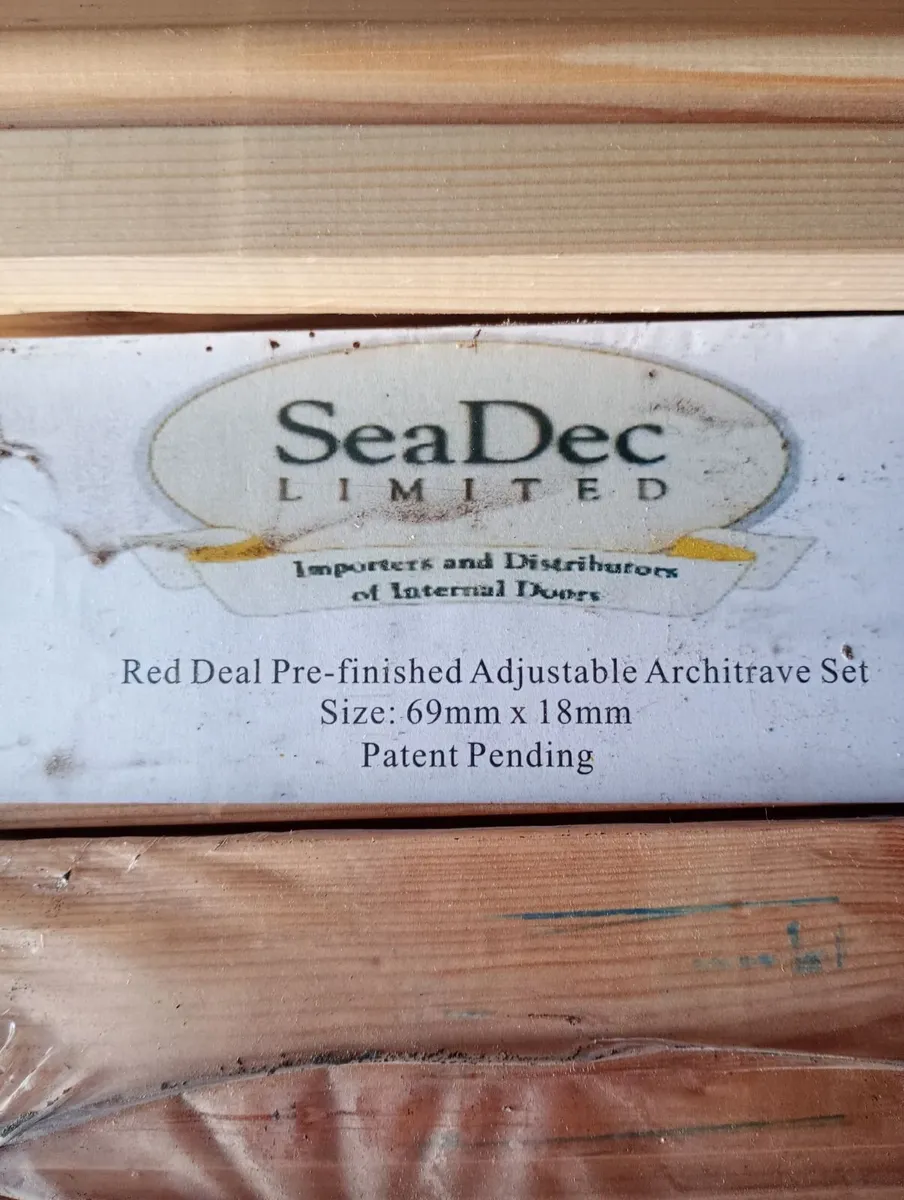 SeaDec
LIMITED
Importers and Distributors
of Internal Doors
Red Deal Pre-finished Adjustable Architrave Set
Size: 69mm x 18mm
Patent Pending